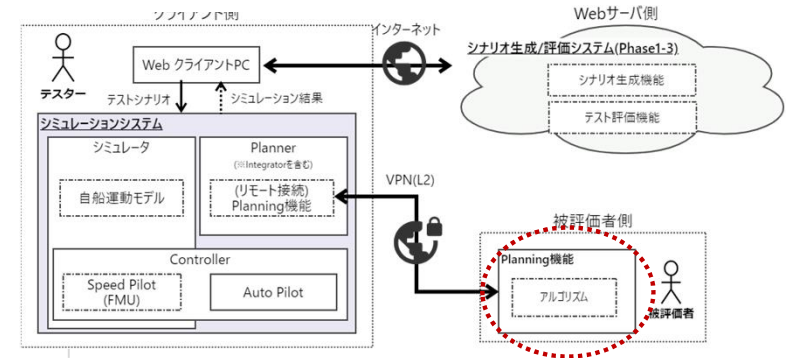 クライアント側
Webサーバ側
インターネット
シナリオ生成/評価システム(Phase1-3)
シナリオ生成機能
テスト評価機能
Web クライアントPC
テスター
テストシナリオ
シミュレーション結果
シミュレーションシステム
シミュレータ
自船運動モデル
Planner
(※Integratorを含む)
(リモート接続)
Planning機能
VPN(L2)
Controller
Speed Pilot
(FMU)
Auto Pilot
被評価者側
Planning機能
アルゴリズム
被評価者